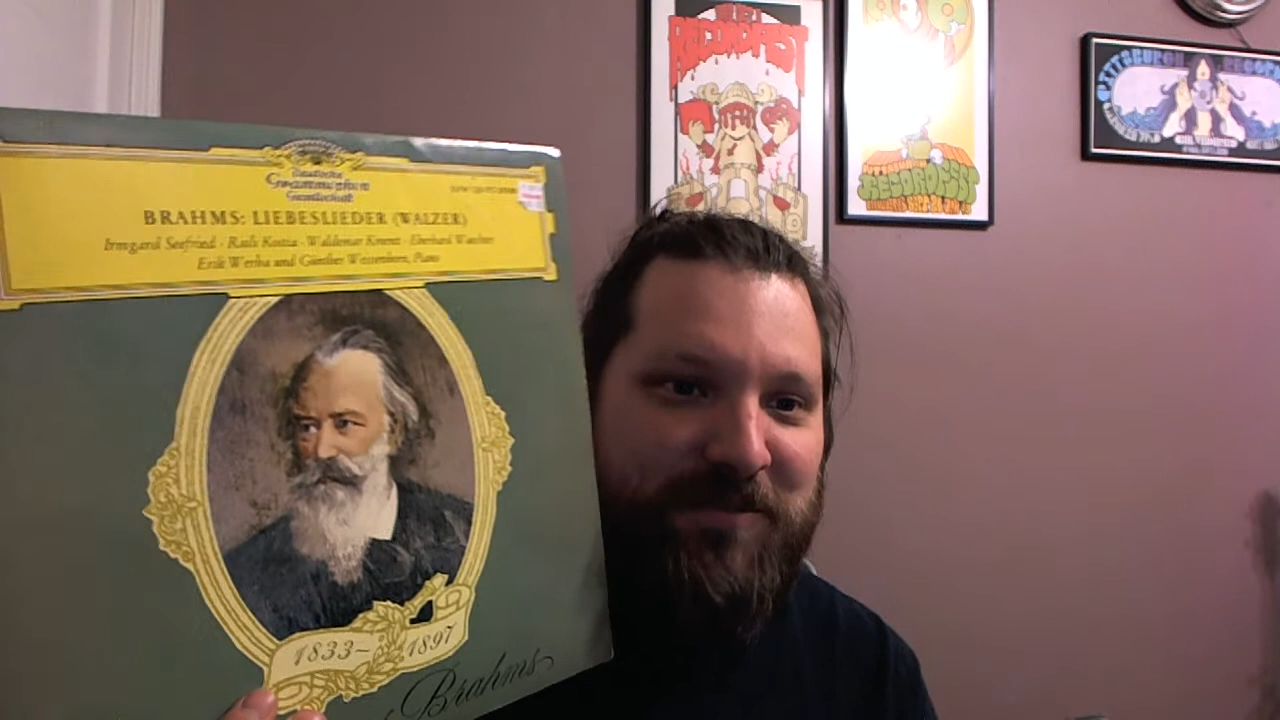 Deutsche
Grammophon
Gesellschaft
BRAHMS: LIEBESLIEDER (WALZER)
Irmgard Seefried · Raili Kostia · Waldemar Kmentt · Eberhard Waechter
Erik Werba and Günther Weissenborn, Piano
1833– 1897
Brahms
RECORDFEST
RECORDFEST
PITTSBURGH RECORD